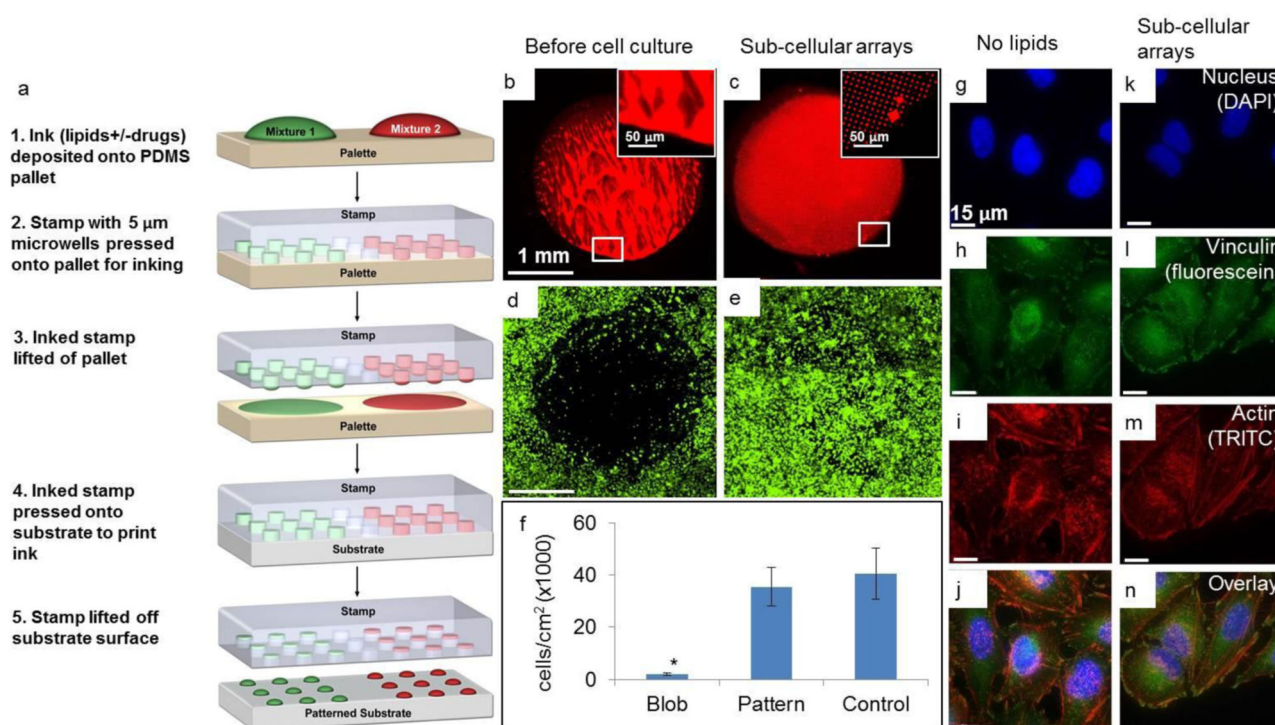 a
1. Ink (lipids+/-drugs)
deposited onto PDMS
pallet
2. Stamp with 5 μm
microwells pressed
onto pallet for inking
3. Inked stamp
lifted of pallet
4. Inked stamp
pressed onto
substrate to print
ink
5. Stamp lifted off
substrate surface
Mixture 1
Mixture 2
Palette
Stamp
Palette
Stamp
Palette
Stamp
Substrate
Stamp
Patterned Substrate
Before cell culture
Sub-cellular arrays
b
50 μm
1 mm
c
50 μm
d
e
f
cells/cm² (x1000)
60
40
20
0
*
Blob
Pattern
Control
No lipids
Sub-cellular
arrays
g
15 μm
k
Nucleus
(DAPI)
h
l
Vinculin
(fluorescein
i
m
Actin
(TRITC)
j
n
Overlay